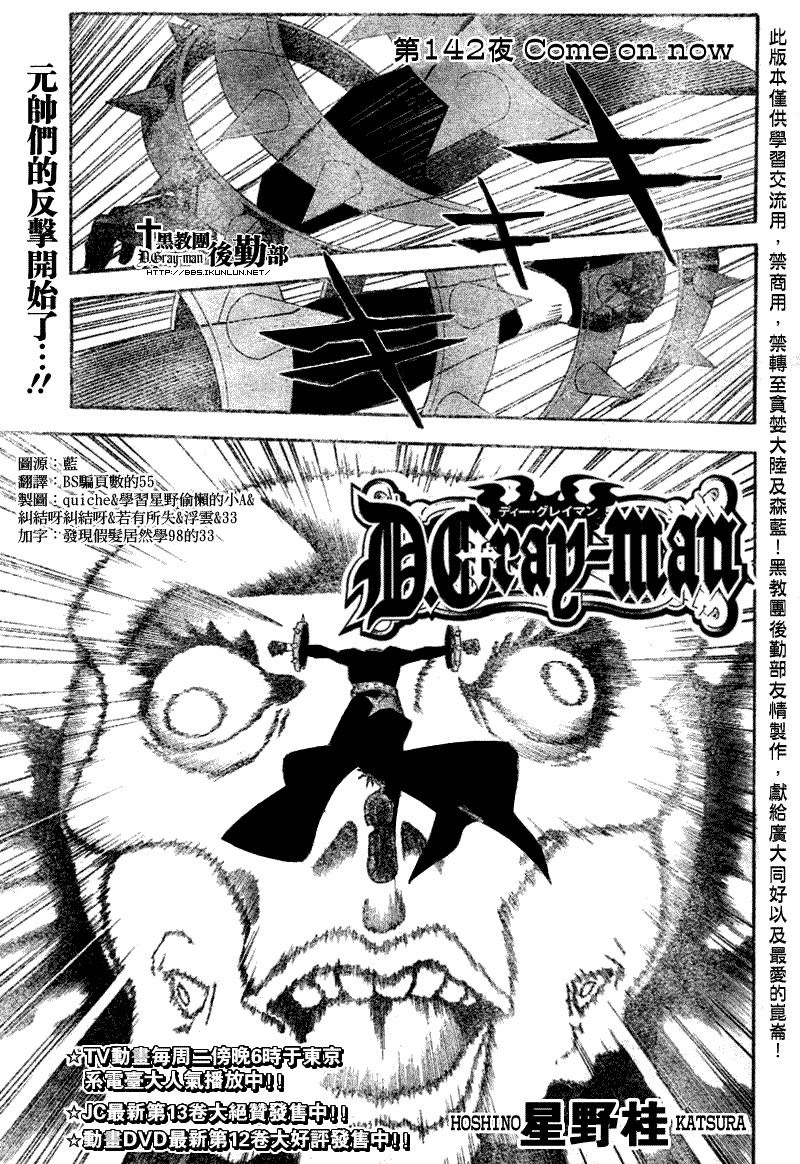 第142夜 Come on now
元帥們的反擊開始了…!!
黑教團
D.Gray-man 後勤部
HTTP://BBS.IKUNLUN.NET/
此版本僅供學習交流用，禁商用，禁轉至貪婪大陸及森藍！黑教團後勤部友情製作，獻給廣大同好以及最愛的崑崙！
圖源：藍
翻譯：BS騙頁數的55
製圖：quiche&學習星野偷懶的小A&
糾結呀糾結呀&若有所失&浮雲&33
加字：發現假髮居然學98的33
ディー・グレイマン
D.Gray-man
☆TV動畫每周二傍晚6時于東京
系電臺大人氣播放中!!
☆JC最新第13卷大絕贊發售中!!
☆動畫DVD最新第12卷大好評發售中!!
HOSHINO 星野桂 KATSURA